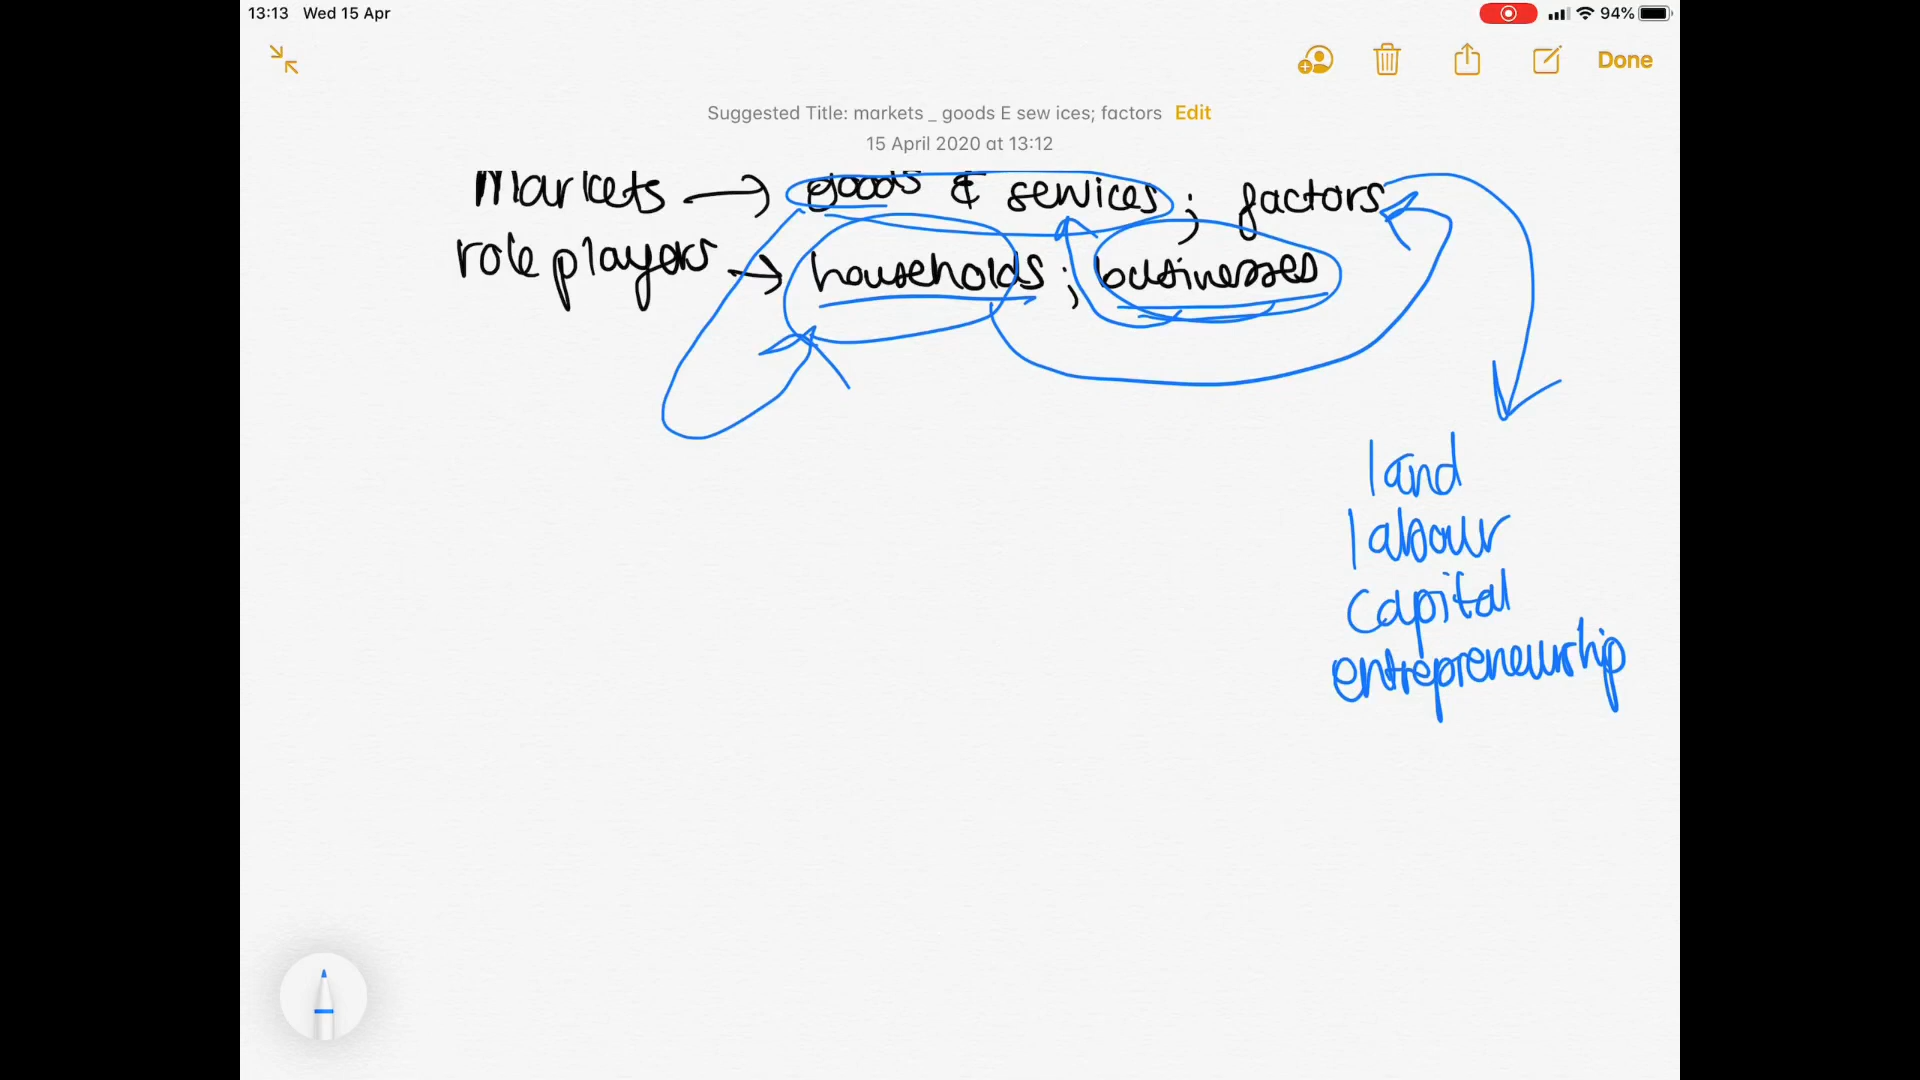 13:13 Wed 15 Apr 94%
Done
Suggested Title: markets _ goods E sew ices; factors Edit
15 April 2020 at 13:12
Markets → goods & services ; factors
role players → households ; businesses
land
labour
capital
entrepreneurship